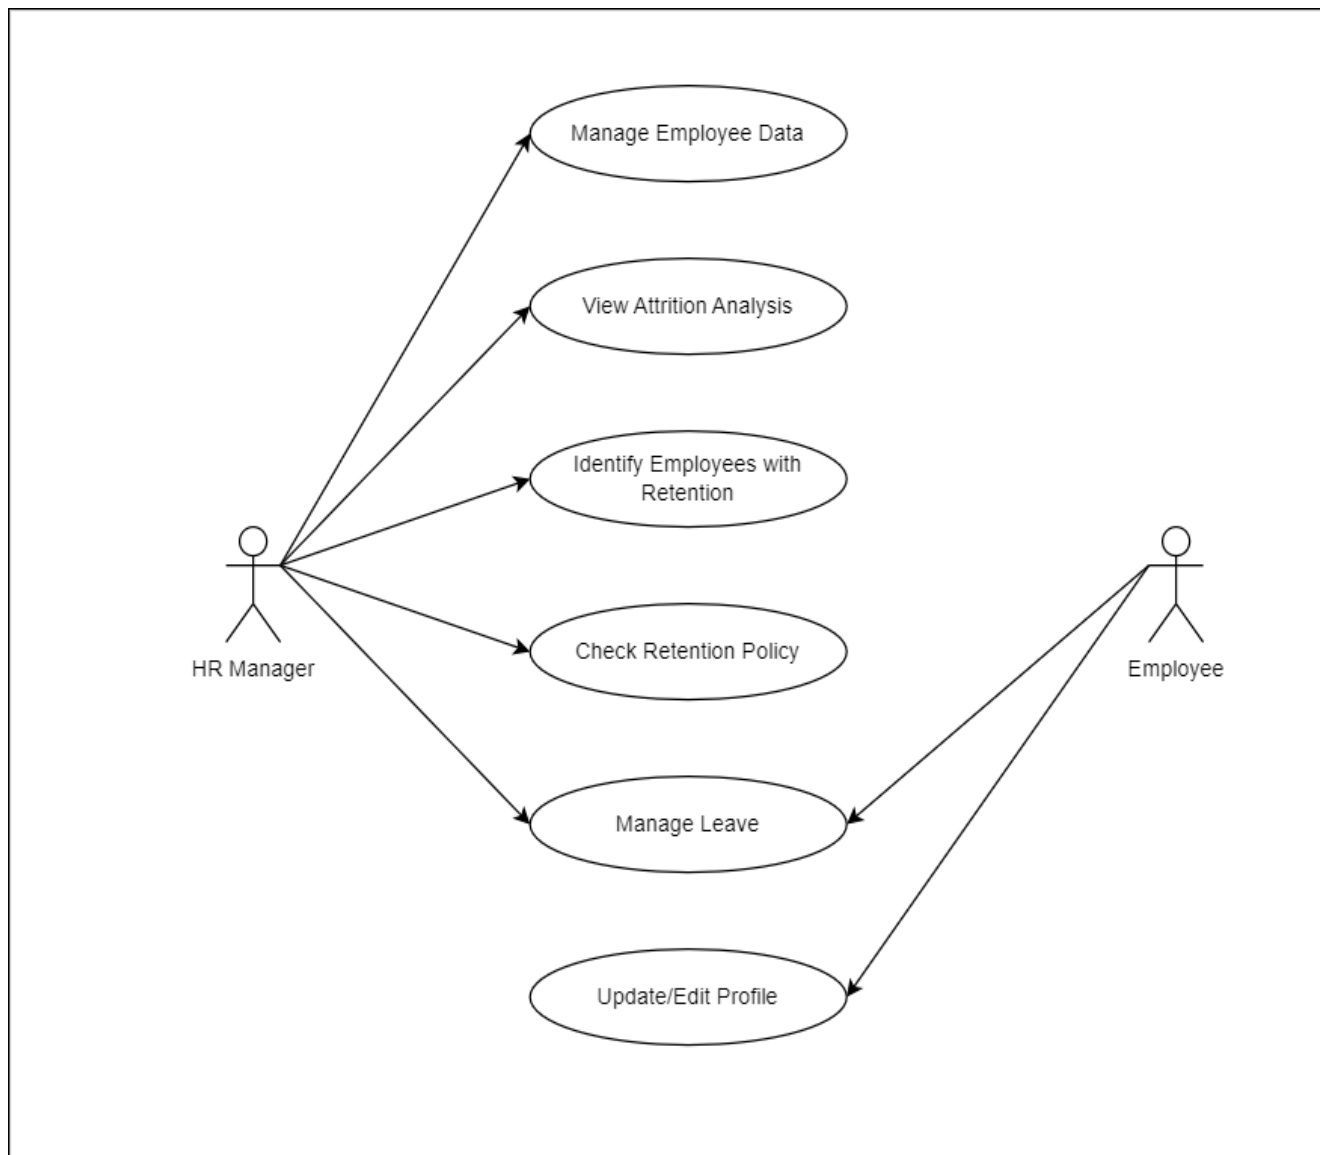 Manage Employee Data
View Attrition Analysis
Identify Employees with
Retention
HR Manager
Employee
Check Retention Policy
Manage Leave
Update/Edit Profile